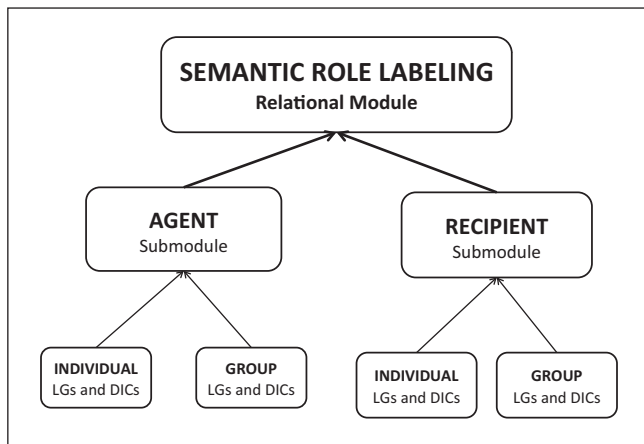 SEMANTIC ROLE LABELING
Relational Module
AGENT
Submodule
RECIPIENT
Submodule
INDIVIDUAL
LGs and DICs
GROUP
LGs and DICs
INDIVIDUAL
LGs and DICs
GROUP
LGs and DICs